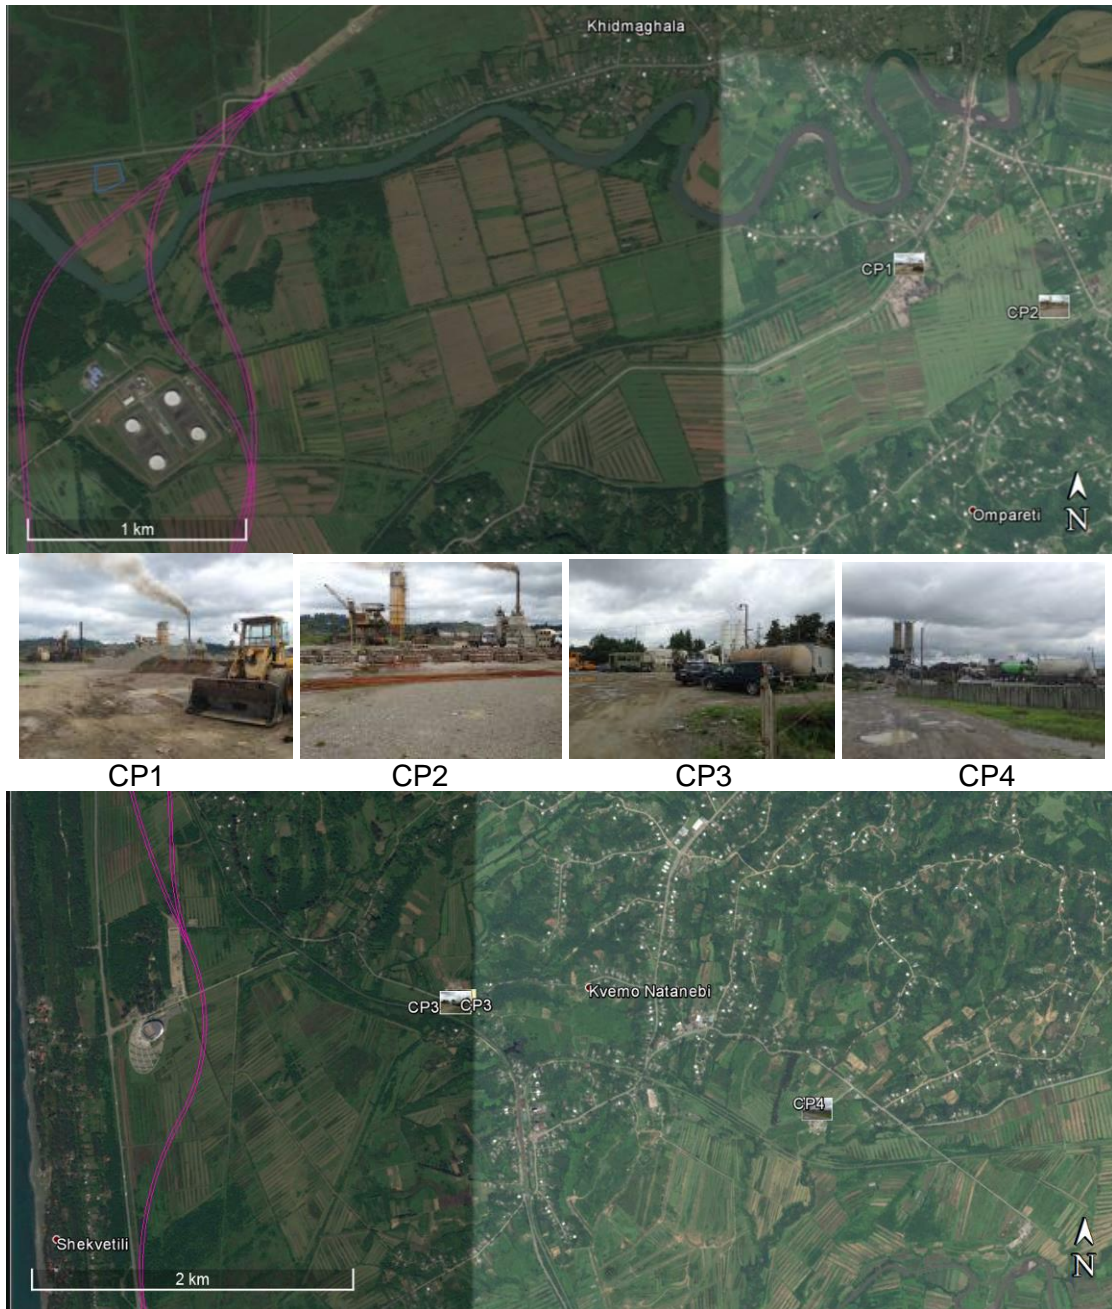 Khidmaghala
CP1
CP2
Ompareti
1 km
N
CP1 CP2 CP3 CP4
CP3 CP3
Kvemo Natanebi
CP4
Shekvetili
2 km
N